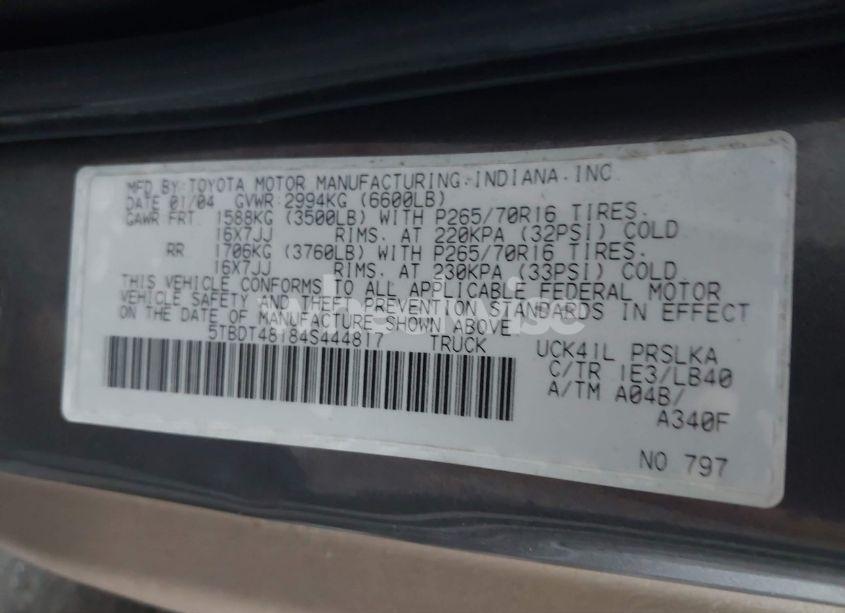 MFD.BY:TOYOTA MOTOR MANUFACTURING.INDIANA.INC
DATE 01/04 GVWR 2994KG (6600LB)
GAWR FRT 1588KG (3500LB) WITH P265/70R16 TIRES.
16X7JJ RIMS. AT 220KPA (32PSI) COLD
RR 1706KG (3760LB) WITH P265/70R16 TIRES.
16X7JJ RIMS. AT 230KPA (33PSI) COLD.
THIS VEHICLE CONFORMS TO ALL APPLICABLE FEDERAL MOTOR
VEHICLE SAFETY AND THEFT PREVENTION STANDARDS IN EFFECT
ON THE DATE OF MANUFACTURE SHOWN ABOVE.
5TBDT48184S444817 TRUCK
UCK41L PRSLKA
C/TR 1E3/LB40
A/TM A04B/
A340F
NO 797